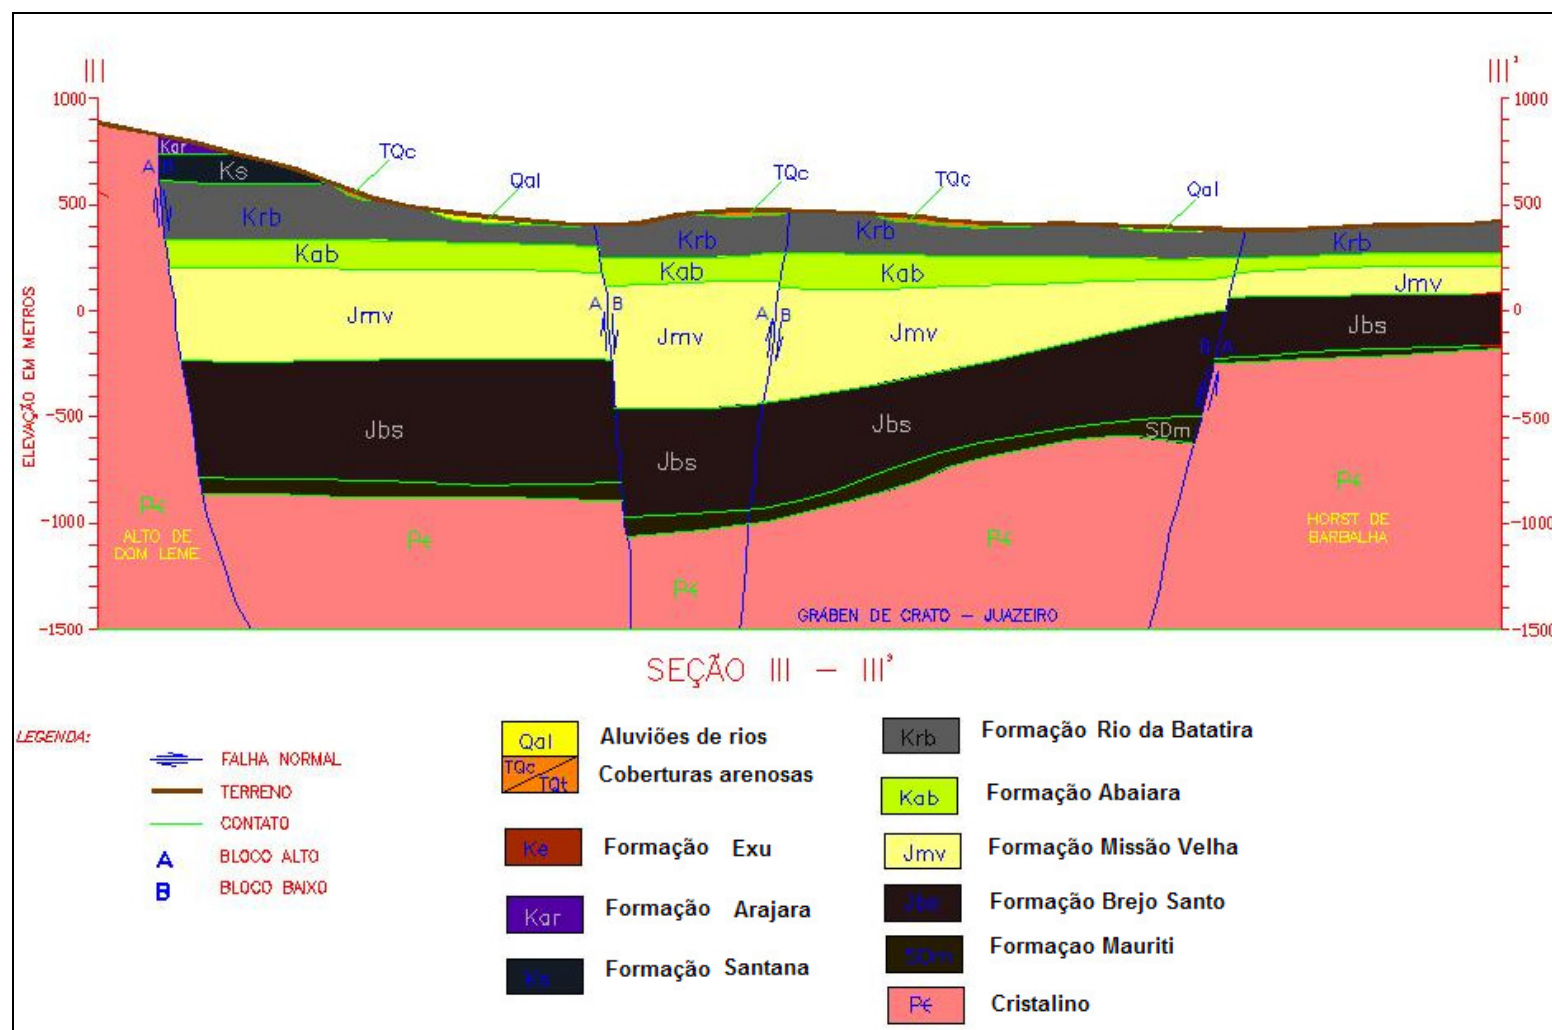 III III'
1000 1000
Kar
A B
Ks
TQc
Qal
TQc
TQc
Qal
500 500
Krb
Krb
Krb
Krb
Kab
Kab
Kab
Jmv
0 0
A B
A B
Jmv
Jmv
Jmv
Jbs
B A
ELEVAÇÃO EM METROS
-500 -500
Jbs
Jbs
Jbs
SDm
P€
P€
P€
P€
P€
-1000 -1000
ALTO DE
DOM LEME
HORST DE
BARBALHA
GRÁBEN DE CRATO – JUAZEIRO
-1500 -1500
SEÇÃO III – III'
LEGENDA:
FALHA NORMAL
TERRENO
CONTATO
A BLOCO ALTO
B BLOCO BAIXO
Qal Aluviões de rios
TQc TQt Coberturas arenosas
Ke Formação Exu
Kar Formação Arajara
Ks Formação Santana
Krb Formação Rio da Batatira
Kab Formação Abaiara
Jmv Formação Missão Velha
Jbs Formação Brejo Santo
SDm Formaçao Mauriti
P€ Cristalino